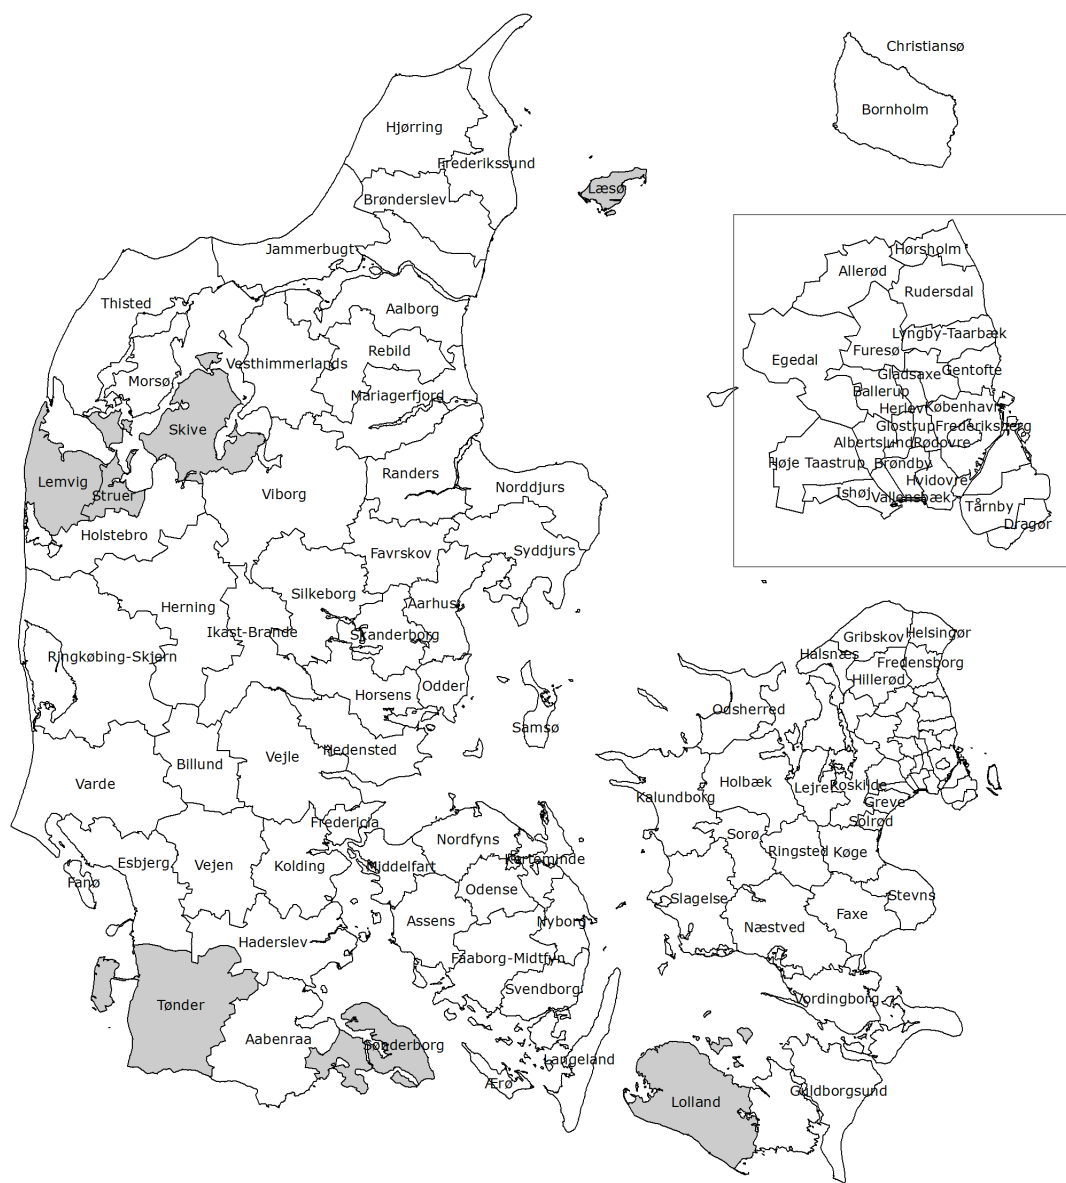 Christiansø
Bornholm
Hjørring
Frederikssund
Læsø
Brønderslev
Jammerbugt
Hørsholm
Allerød
Rudersdal
Thisted
Aalborg
Lyngby-Taarbæk
Rebild
Furesø
Egedal
Vesthimmerlands
Gladsaxe
Gentofte
Morsø
Ballerup
Mariagerfjord
Herlev
København
Glostrup
Frederiksberg
Skive
Albertslund
Rødovre
Høje Taastrup
Brøndby
Randers
Lemvig
Hvidovre
Norddjurs
Struer
Viborg
Ishøj
Vallensbæk
Tårnby
Dragør
Holstebro
Favrskov
Syddjurs
Silkeborg
Aarhus
Herning
Ikast-Brande
Skanderborg
Gribskov
Helsingør
Halsnæs
Fredensborg
Ringkøbing-Skjern
Hillerød
Horsens
Odder
Odsherred
Samsø
Hedensted
Vejle
Billund
Varde
Holbæk
Lejre
Roskilde
Kalundborg
Greve
Fredericia
Solrød
Nordfyns
Sorø
Ringsted
Køge
Esbjerg
Vejen
Kolding
Middelfart
Kerteminde
Fanø
Odense
Slagelse
Stevns
Assens
Nyborg
Næstved
Faxe
Haderslev
Faaborg-Midtfyn
Svendborg
Vordingborg
Tønder
Aabenraa
Sønderborg
Langeland
Ærø
Guldborgsund
Lolland